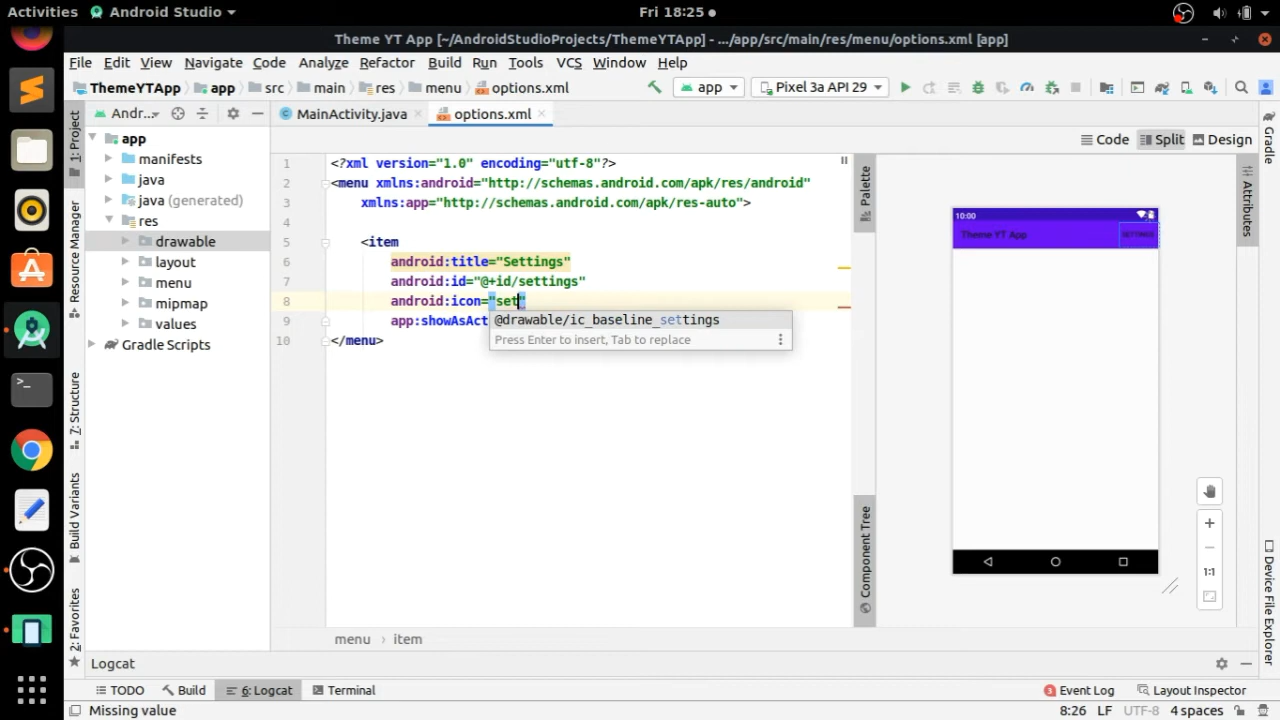 Activities Android Studio Fri 18:25
Theme YT App [~/AndroidStudioProjects/ThemeYTApp] - .../app/src/main/res/menu/options.xml [app]
File Edit View Navigate Code Analyze Refactor Build Run Tools VCS Window Help
ThemeYTApp app src main res menu options.xml app Pixel 3a API 29
Andr... MainActivity.java options.xml
Code Split Design
1: Project
Resource Manager
7: Structure
Build Variants
2: Favorites
app
manifests
java
java (generated)
res
drawable
layout
menu
mipmap
values
Gradle Scripts
1 <?xml version="1.0" encoding="utf-8"?>
2 <menu xmlns:android="http://schemas.android.com/apk/res/android"
3 xmlns:app="http://schemas.android.com/apk/res-auto">
4
5 <item
6 android:title="Settings"
7 android:id="@+id/settings"
8 android:icon="set"
9 app:showAsAct
10 </menu>
@drawable/ic_baseline_settings
Press Enter to insert, Tab to replace
menu › item
Palette
Component Tree
10:00
Theme YT App SETTINGS
1:1
Attributes
Gradle
Device File Explorer
Logcat
TODO Build 6: Logcat Terminal 3 Event Log Layout Inspector
Missing value 8:26 LF UTF-8 4 spaces